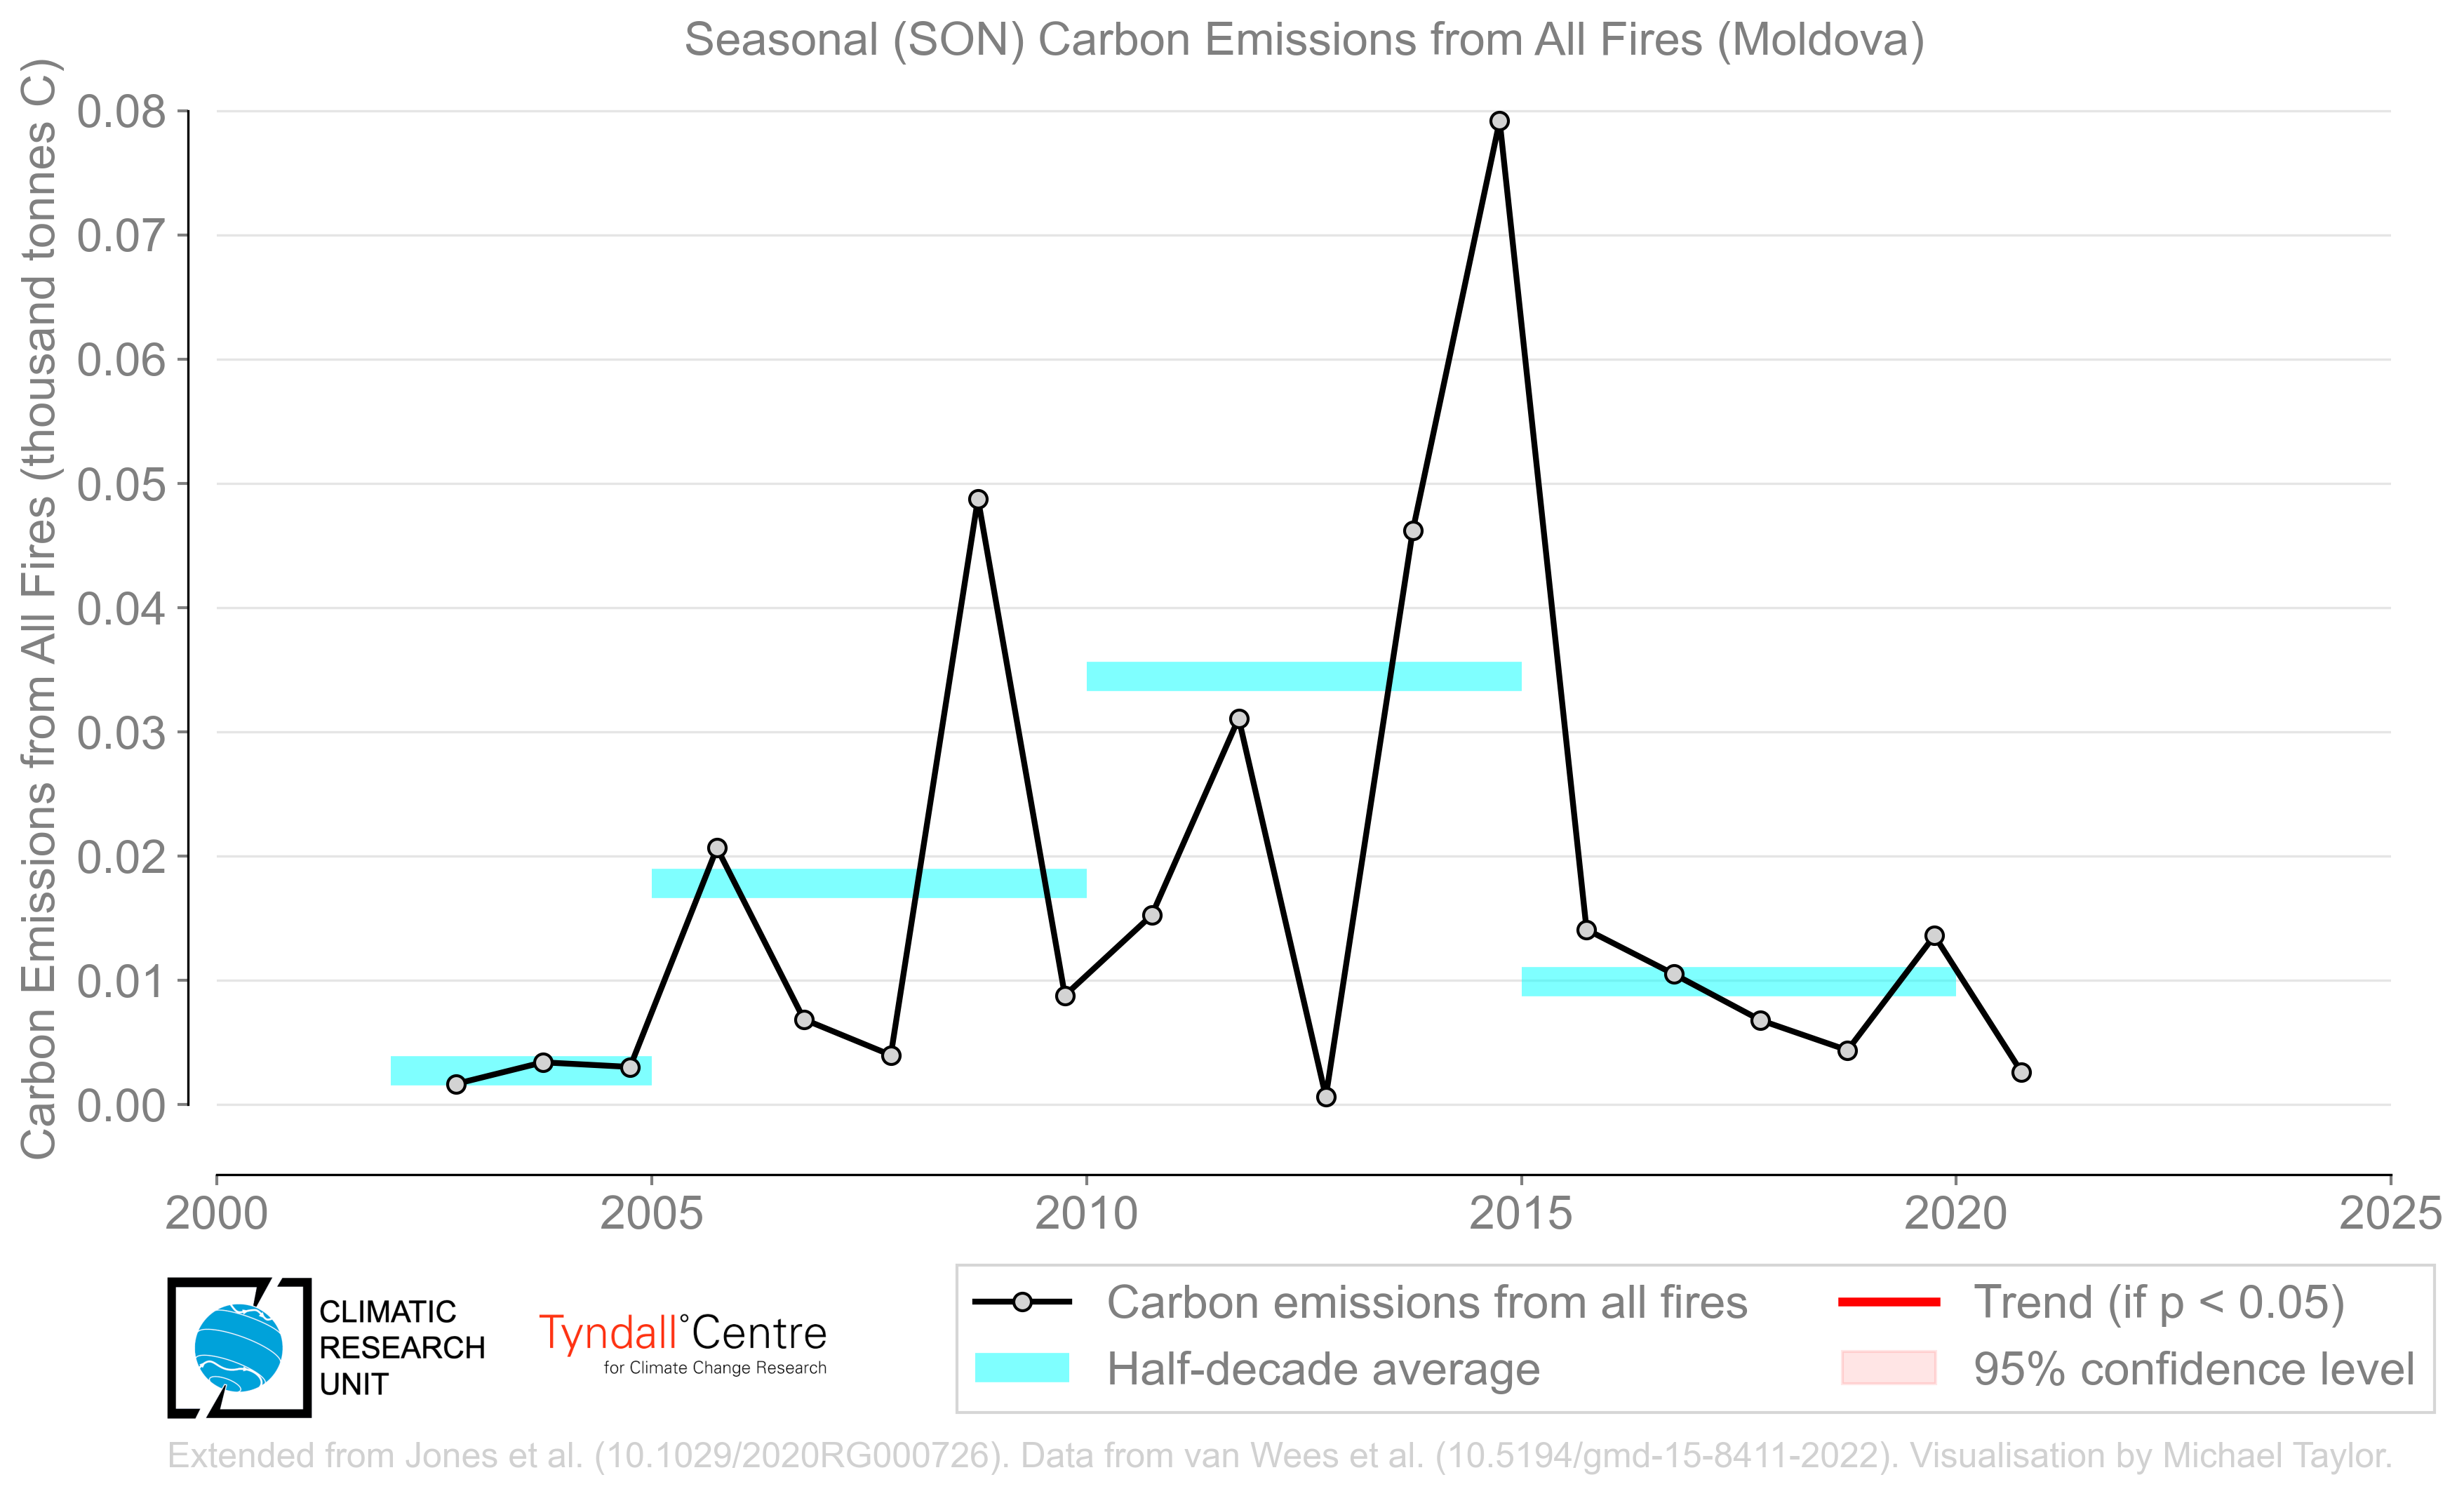 Seasonal (SON) Carbon Emissions from All Fires (Moldova)
Carbon Emissions from All Fires (thousand tonnes C)
0.08
0.07
0.06
0.05
0.04
0.03
0.02
0.01
0.00
2000 2005 2010 2015 2020 2025
CLIMATIC
RESEARCH
UNIT
Tyndall°Centre
for Climate Change Research
Carbon emissions from all fires
Half-decade average
Trend (if p < 0.05)
95% confidence level
Extended from Jones et al. (10.1029/2020RG000726). Data from van Wees et al. (10.5194/gmd-15-8411-2022). Visualisation by Michael Taylor.